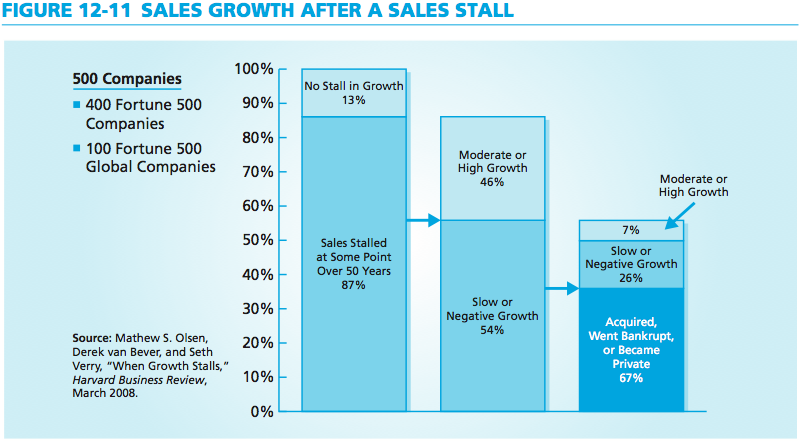 FIGURE 12-11 SALES GROWTH AFTER A SALES STALL
500 Companies
■ 400 Fortune 500
Companies
■ 100 Fortune 500
Global Companies
Source: Mathew S. Olsen,
Derek van Bever, and Seth
Verry, “When Growth Stalls,”
Harvard Business Review,
March 2008.
100%
90%
80%
70%
60%
50%
40%
30%
20%
10%
0%
No Stall in Growth
13%
Sales Stalled
at Some Point
Over 50 Years
87%
Moderate or
High Growth
46%
Slow or
Negative Growth
54%
Moderate or
High Growth
7%
Slow or
Negative Growth
26%
Acquired,
Went Bankrupt,
or Became
Private
67%